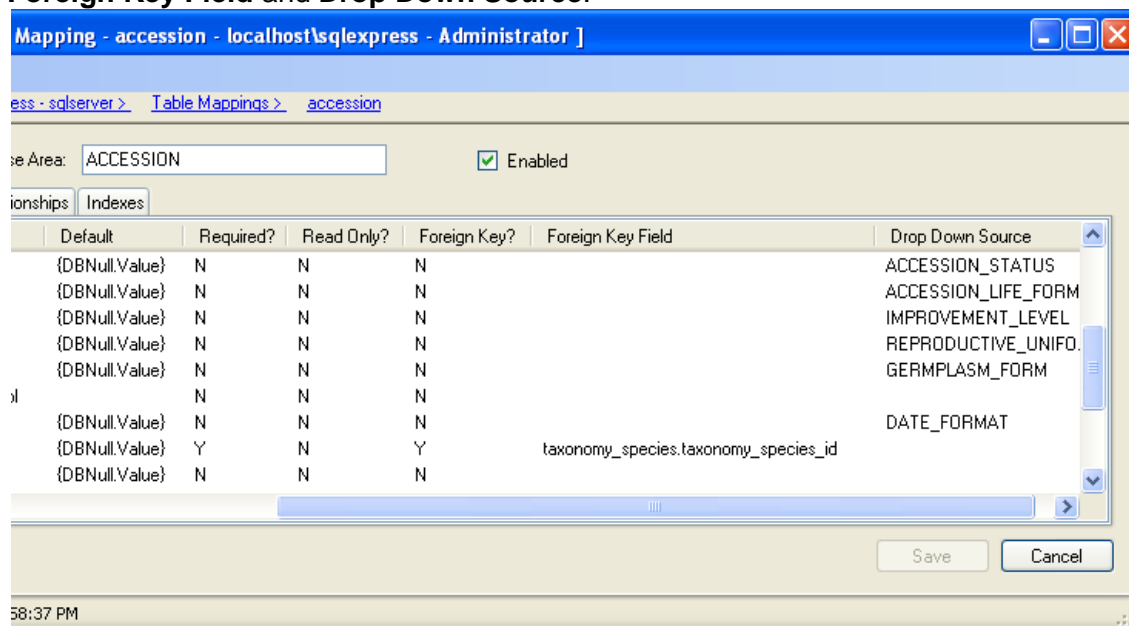 Foreign Key Field and Drop Down Source.
Mapping - accession - localhost\sqlexpress - Administrator ]
ess - sqlserver > Table Mappings > accession
se Area: ACCESSION Enabled
ionships Indexes
Default Required? Read Only? Foreign Key? Foreign Key Field Drop Down Source
{DBNull.Value} N N N ACCESSION_STATUS
{DBNull.Value} N N N ACCESSION_LIFE_FORM
{DBNull.Value} N N N IMPROVEMENT_LEVEL
{DBNull.Value} N N N REPRODUCTIVE_UNIFO.
{DBNull.Value} N N N GERMPLASM_FORM
ol N N N
{DBNull.Value} N N N DATE_FORMAT
{DBNull.Value} Y N Y taxonomy_species.taxonomy_species_id
{DBNull.Value} N N N
Save Cancel
58:37 PM